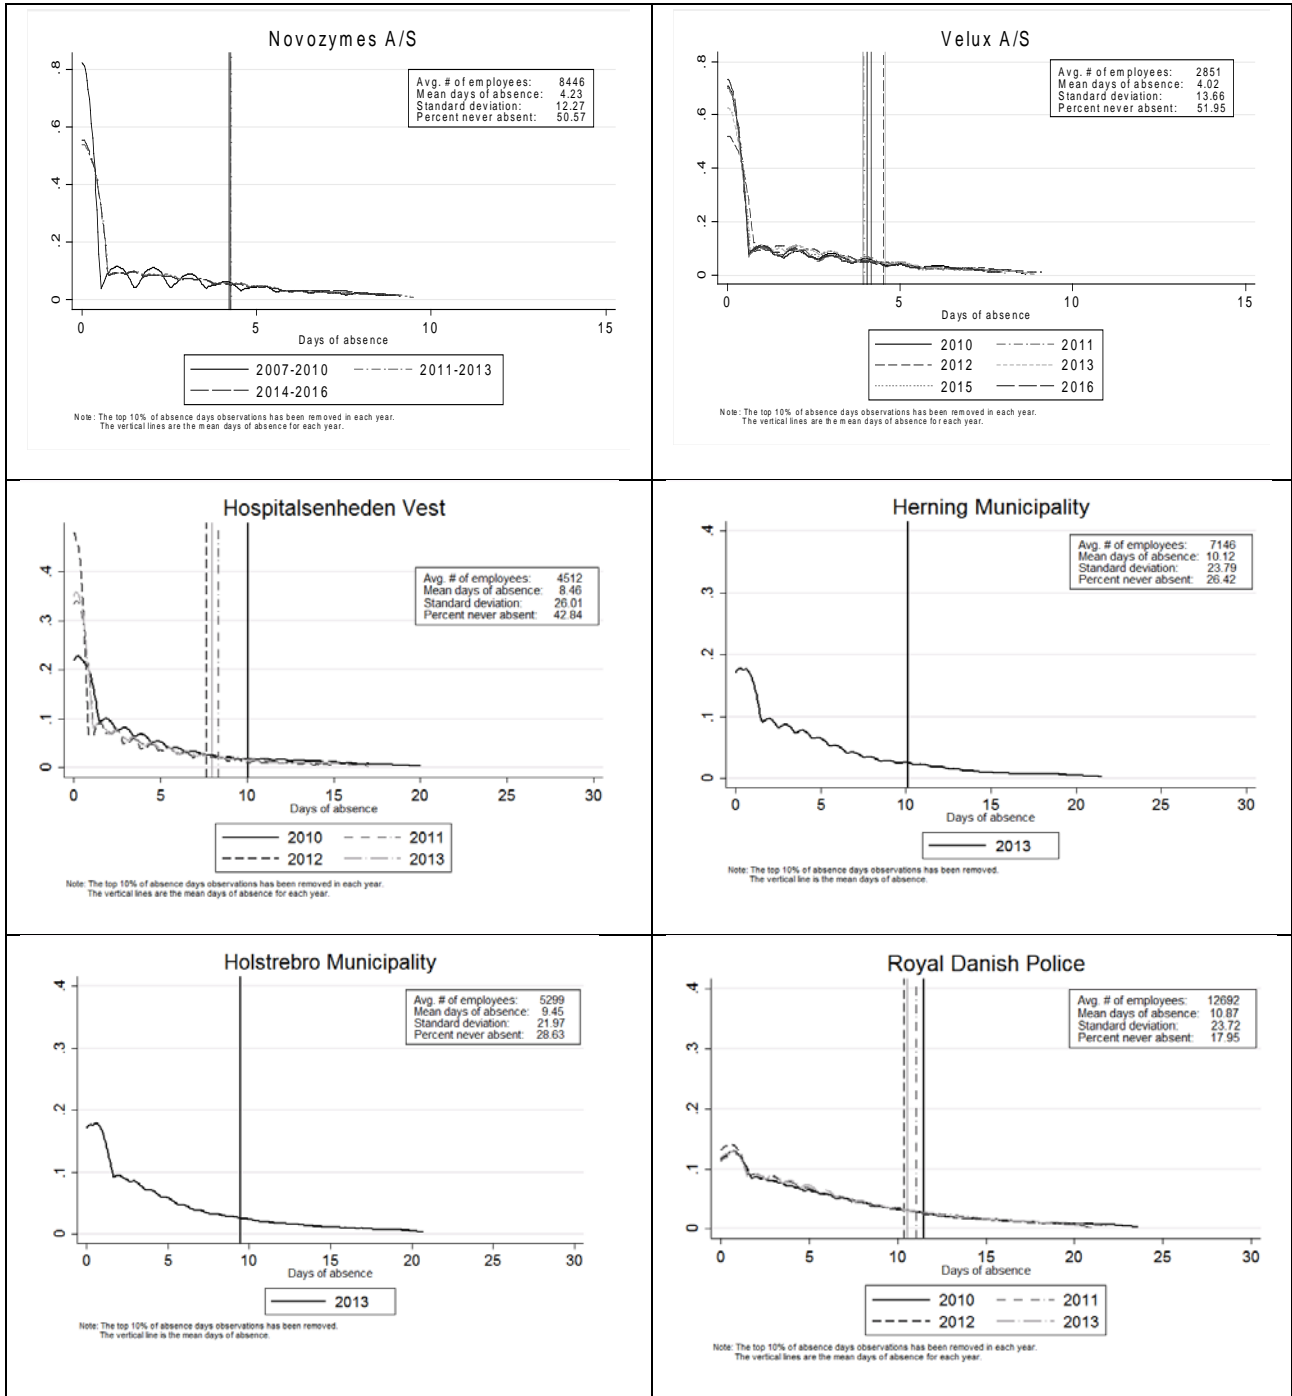 Novozymes A/S
Avg. # of employees: 8446
Mean days of absence: 4.23
Standard deviation: 12.27
Percent never absent: 50.57
.8
.6
.4
.2
0
0 5 10 15
Days of absence
2007-2010 2011-2013
2014-2016
Note: The top 10% of absence days observations has been removed in each year.
The vertical lines are the mean days of absence for each year.
Velux A/S
Avg. # of employees: 2851
Mean days of absence: 4.02
Standard deviation: 13.66
Percent never absent: 51.95
.8
.6
.4
.2
0
0 5 10 15
Days of absence
2010 2011
2012 2013
2015 2016
Note: The top 10% of absence days observations has been removed in each year.
The vertical lines are the mean days of absence for each year.
Hospitalsenheden Vest
Avg. # of employees: 4512
Mean days of absence: 8.46
Standard deviation: 26.01
Percent never absent: 42.84
.4
.3
.2
.1
0
0 5 10 15 20 25 30
Days of absence
2010 2011
2012 2013
Note: The top 10% of absence days observations has been removed in each year.
The vertical lines are the mean days of absence for each year.
Herning Municipality
Avg. # of employees: 7146
Mean days of absence: 10.12
Standard deviation: 23.79
Percent never absent: 26.42
.4
.3
.2
.1
0
0 5 10 15 20 25 30
Days of absence
2013
Note: The top 10% of absence days observations has been removed.
The vertical line is the mean days of absence.
Holstrebro Municipality
Avg. # of employees: 5299
Mean days of absence: 9.45
Standard deviation: 21.97
Percent never absent: 28.63
.4
.3
.2
.1
0
0 5 10 15 20 25 30
Days of absence
2013
Note: The top 10% of absence days observations has been removed.
The vertical line is the mean days of absence.
Royal Danish Police
Avg. # of employees: 12692
Mean days of absence: 10.87
Standard deviation: 23.72
Percent never absent: 17.95
.4
.3
.2
.1
0
0 5 10 15 20 25 30
Days of absence
2010 2011
2012 2013
Note: The top 10% of absence days observations has been removed in each year.
The vertical lines are the mean days of absence for each year.